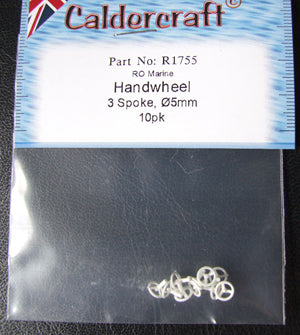 Caldercraft©
Part No: R1755
RO Marine
Handwheel
3 Spoke, Ø5mm
10pk